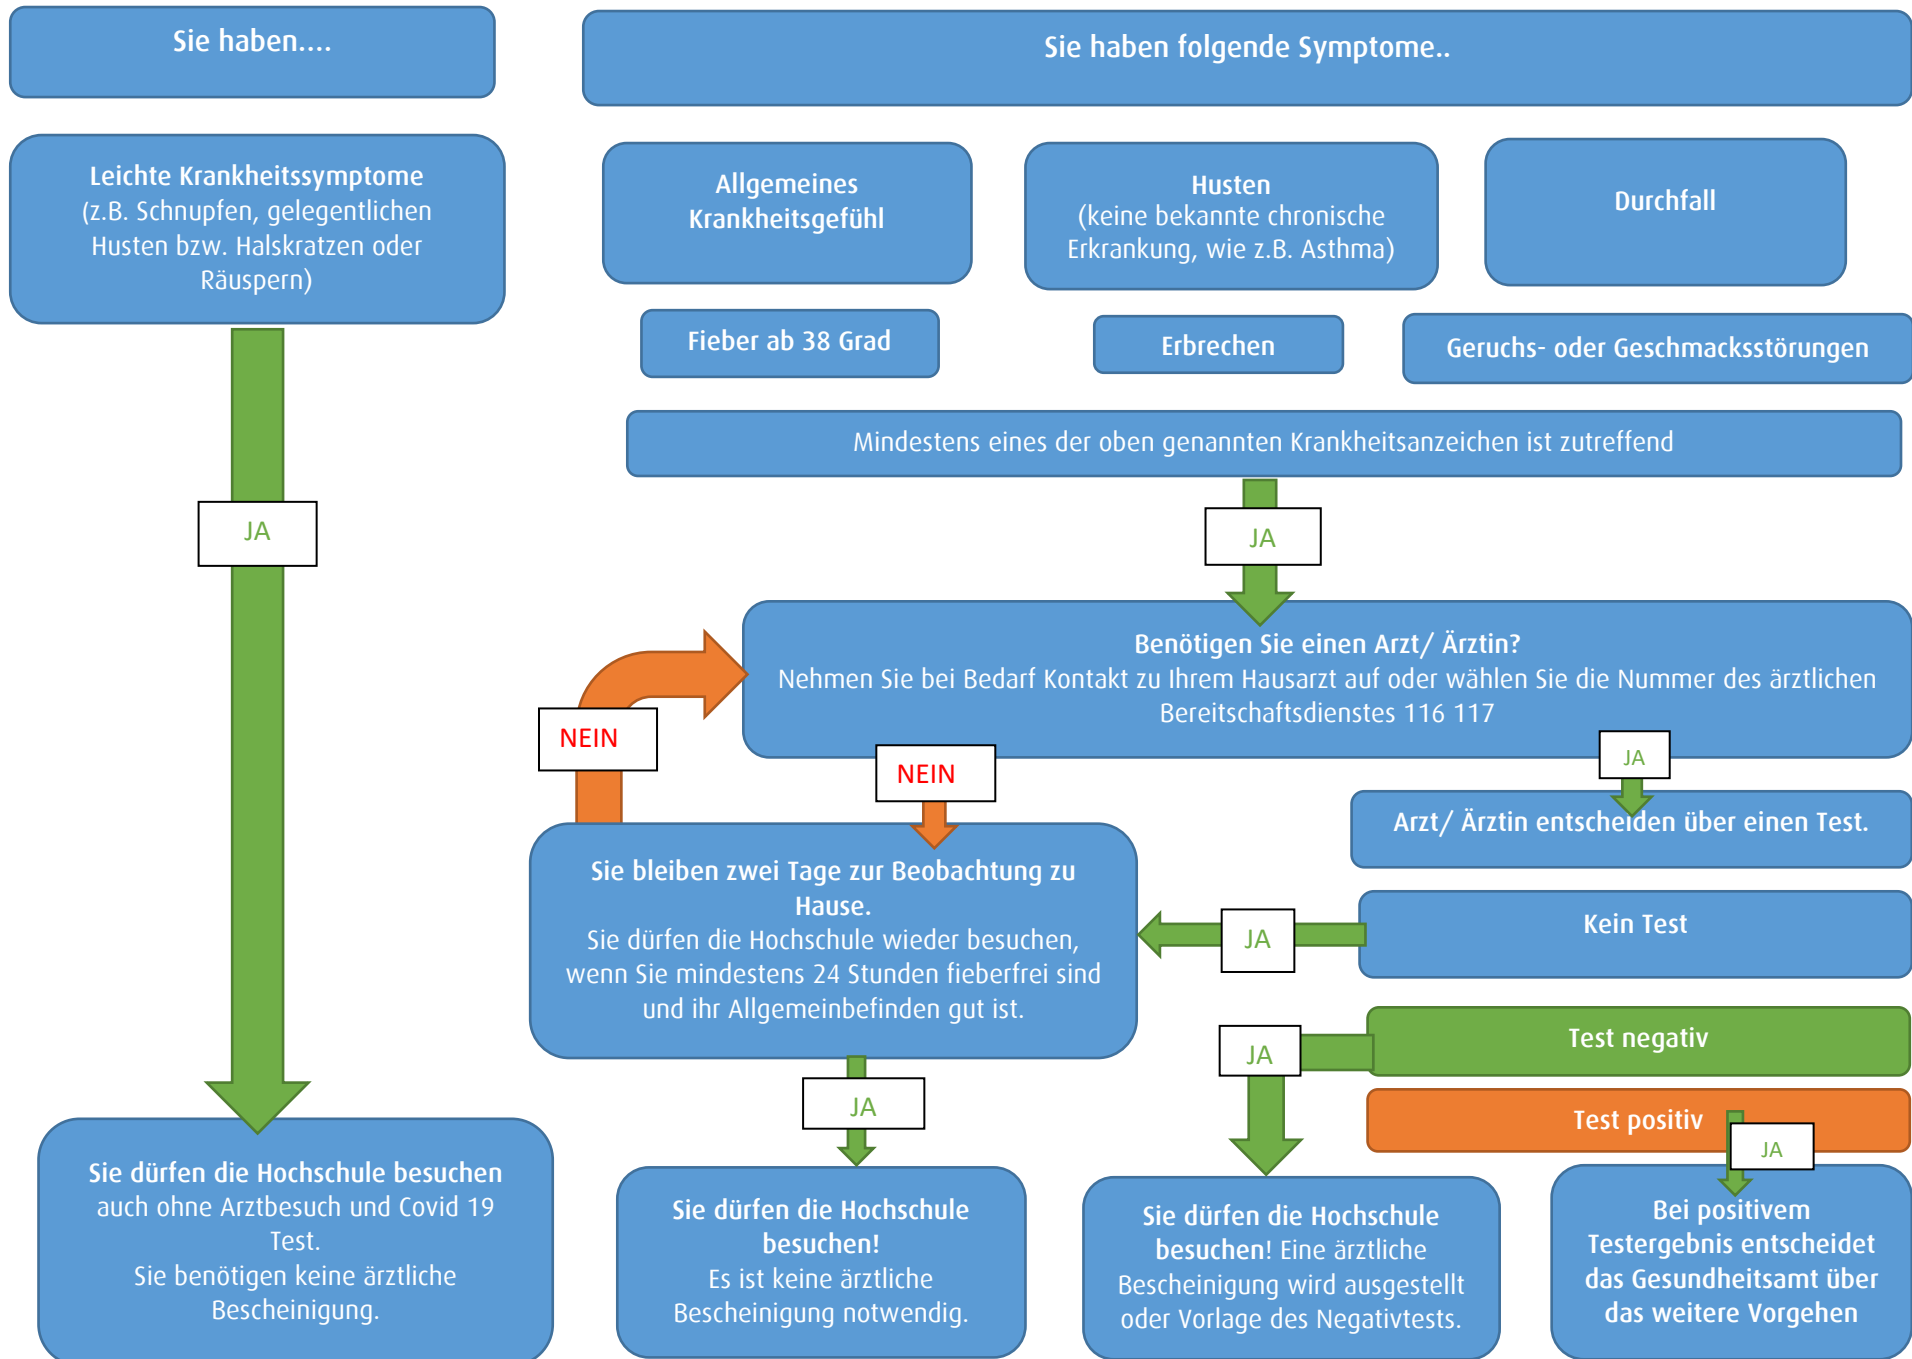 Sie haben....
Sie haben folgende Symptome..
Leichte Krankheitssymptome
(z.B. Schnupfen, gelegentlichen
Husten bzw. Halskratzen oder
Räuspern)
Allgemeines
Krankheitsgefühl
Husten
(keine bekannte chronische
Erkrankung, wie z.B. Asthma)
Durchfall
Fieber ab 38 Grad
Erbrechen
Geruchs- oder Geschmacksstörungen
Mindestens eines der oben genannten Krankheitsanzeichen ist zutreffend
JA
JA
Benötigen Sie einen Arzt/ Ärztin?
Nehmen Sie bei Bedarf Kontakt zu Ihrem Hausarzt auf oder wählen Sie die Nummer des ärztlichen
Bereitschaftsdienstes 116 117
NEIN
NEIN
JA
Arzt/ Ärztin entscheiden über einen Test.
Sie bleiben zwei Tage zur Beobachtung zu
Hause.
Sie dürfen die Hochschule wieder besuchen,
wenn Sie mindestens 24 Stunden fieberfrei sind
und ihr Allgemeinbefinden gut ist.
JA
Kein Test
JA
Test negativ
JA
Test positiv
JA
Sie dürfen die Hochschule besuchen
auch ohne Arztbesuch und Covid 19
Test.
Sie benötigen keine ärztliche
Bescheinigung.
Sie dürfen die Hochschule
besuchen!
Es ist keine ärztliche
Bescheinigung notwendig.
Sie dürfen die Hochschule
besuchen! Eine ärztliche
Bescheinigung wird ausgestellt
oder Vorlage des Negativtests.
Bei positivem
Testergebnis entscheidet
das Gesundheitsamt über
das weitere Vorgehen